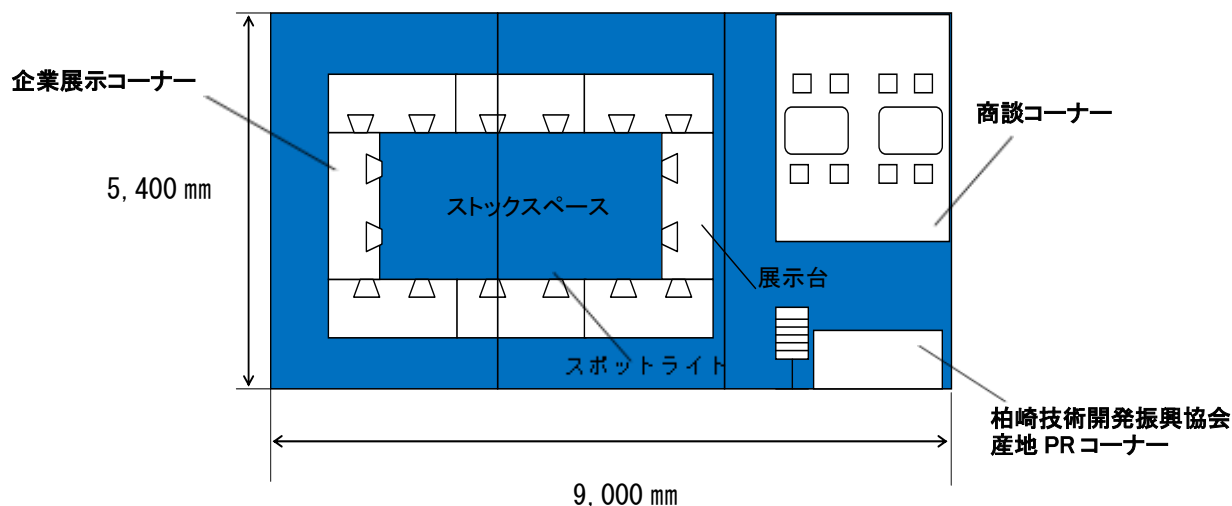 企業展示コーナー
商談コーナー
5,400 mm
ストックスペース
展示台
スポットライト
柏崎技術開発振興協会
産地 PR コーナー
9,000 mm